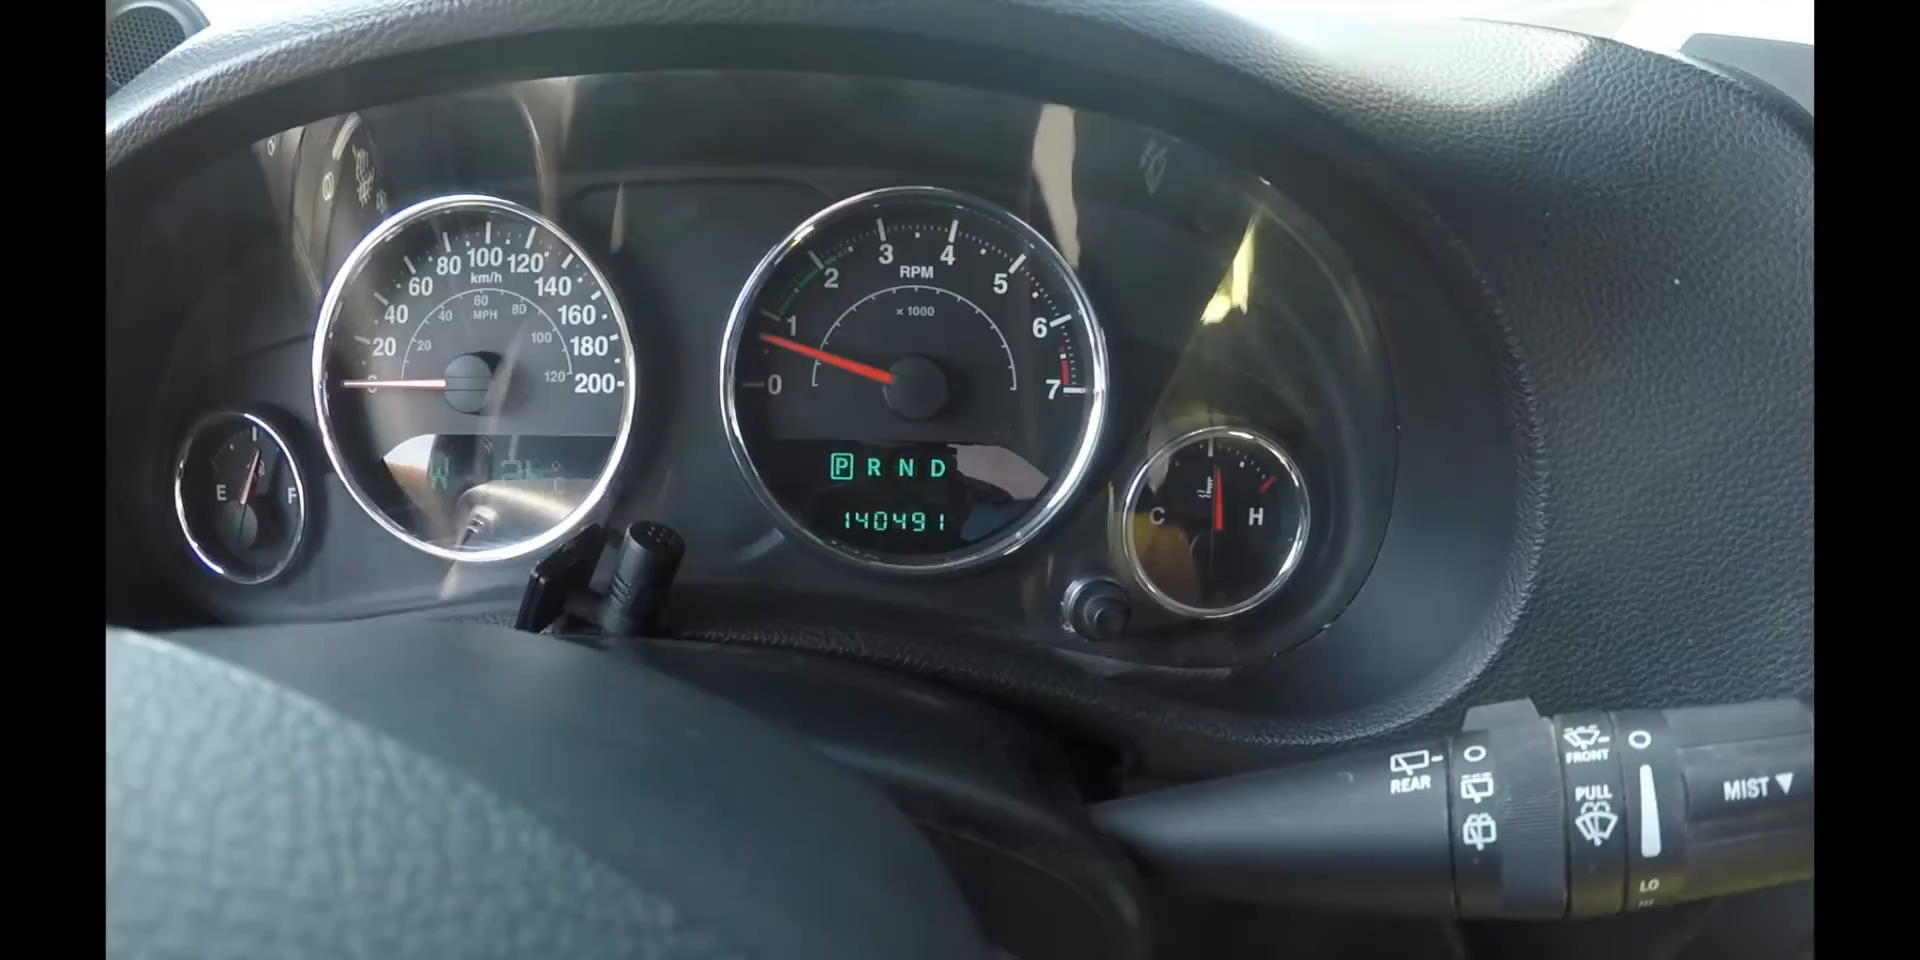 80 100 120
km/h
60 140
40 60 160
40 MPH 80
20 20 100 180
0 120 200
E F
3 4
2 RPM 5
1 × 1000 6
0 7
P R N D
140491
C H
REAR
FRONT
PULL
MIST
LO